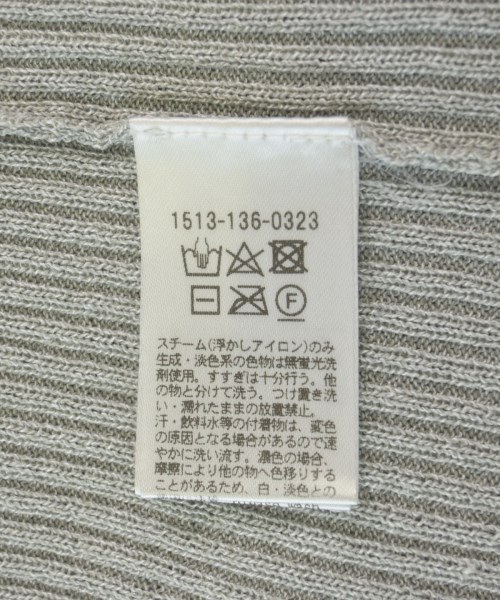 1513-136-0323
F
スチーム(浮かしアイロン)のみ
生成・淡色系の色物は無蛍光洗
剤使用。すすぎは十分行う。他
の物と分けて洗う。つけ置き洗
い・濡れたままの放置禁止。
汗・飲料水等の付着物は、変色
の原因となる場合があるので速
やかに洗い流す。濃色の場合、
摩擦により他の物へ色移りする
ことがあるため、白・淡色との